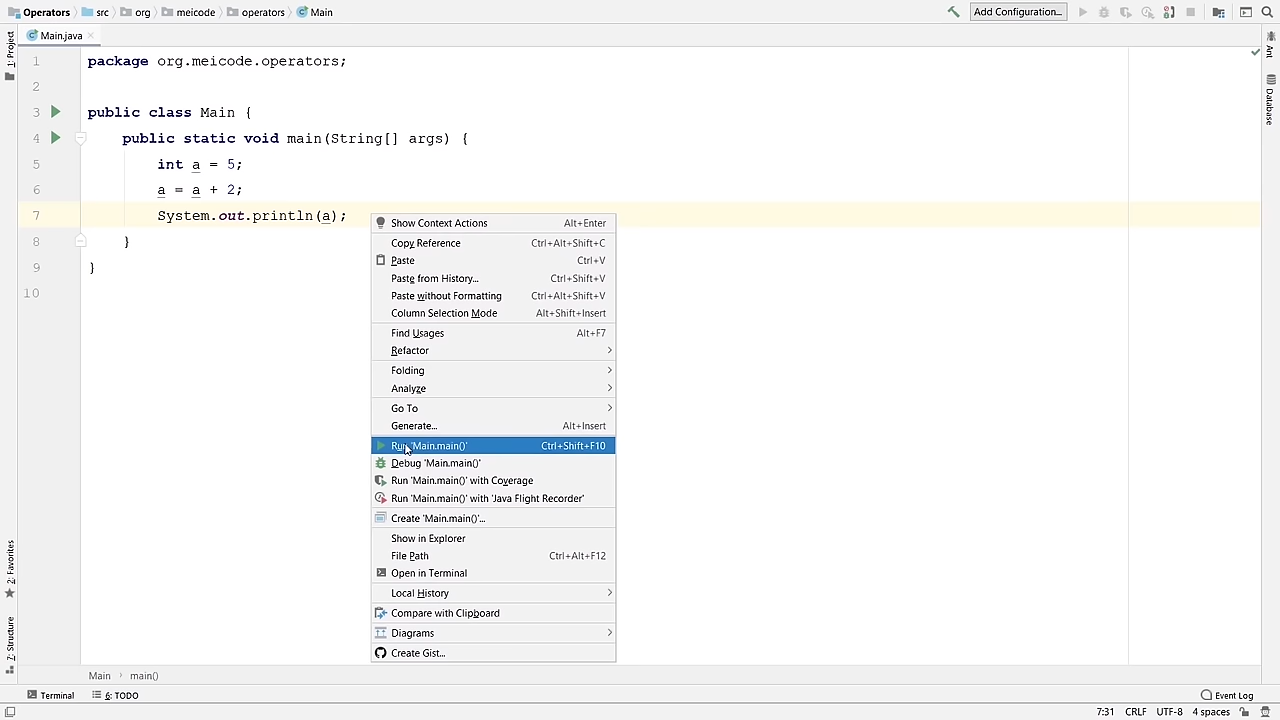 Operators src org meicode operators Main Add Configuration...
Main.java
1 package org.meicode.operators;
2
3 public class Main {
4 public static void main(String[] args) {
5 int a = 5;
6 a = a + 2;
7 System.out.println(a);
8 }
9 }
10
Show Context Actions Alt+Enter
Copy Reference Ctrl+Alt+Shift+C
Paste Ctrl+V
Paste from History... Ctrl+Shift+V
Paste without Formatting Ctrl+Alt+Shift+V
Column Selection Mode Alt+Shift+Insert
Find Usages Alt+F7
Refactor
Folding
Analyze
Go To
Generate... Alt+Insert
Run 'Main.main()' Ctrl+Shift+F10
Debug 'Main.main()'
Run 'Main.main()' with Coverage
Run 'Main.main()' with 'Java Flight Recorder'
Create 'Main.main()'...
Show in Explorer
File Path Ctrl+Alt+F12
Open in Terminal
Local History
Compare with Clipboard
Diagrams
Create Gist...
1: Project
2: Favorites
7: Structure
Ant
Database
Main main()
Terminal 6: TODO Event Log
7:31 CRLF UTF-8 4 spaces